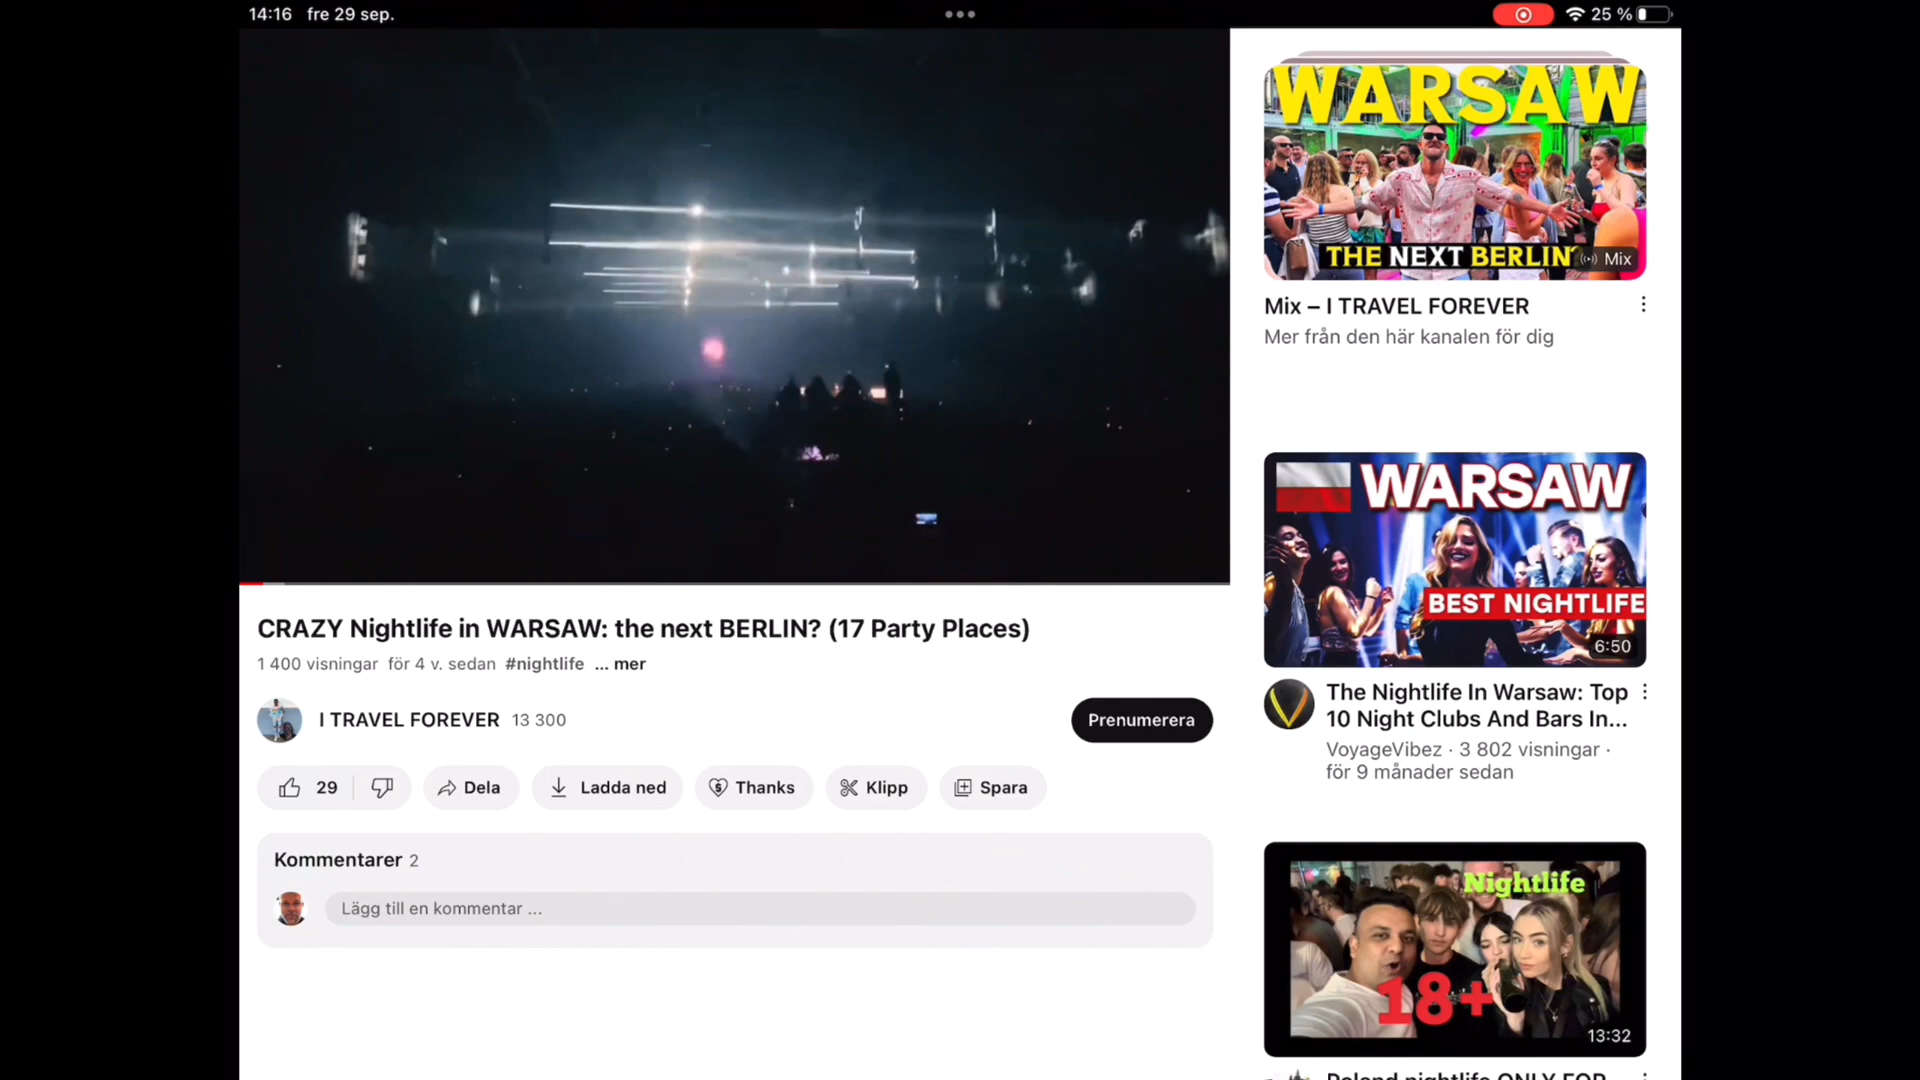 14:16 fre 29 sep.
25 %
CRAZY Nightlife in WARSAW: the next BERLIN? (17 Party Places)
1 400 visningar för 4 v. sedan #nightlife ... mer
I TRAVEL FOREVER 13 300
Prenumerera
29
Dela
Ladda ned
Thanks
Klipp
Spara
Kommentarer 2
Lägg till en kommentar ...
WARSAW
THE NEXT BERLIN
Mix
Mix – I TRAVEL FOREVER
Mer från den här kanalen för dig
WARSAW
BEST NIGHTLIFE
6:50
The Nightlife In Warsaw: Top
10 Night Clubs And Bars In...
VoyageVibez · 3 802 visningar ·
för 9 månader sedan
Nightlife
18+
13:32
Poland nightlife ONLY FOR